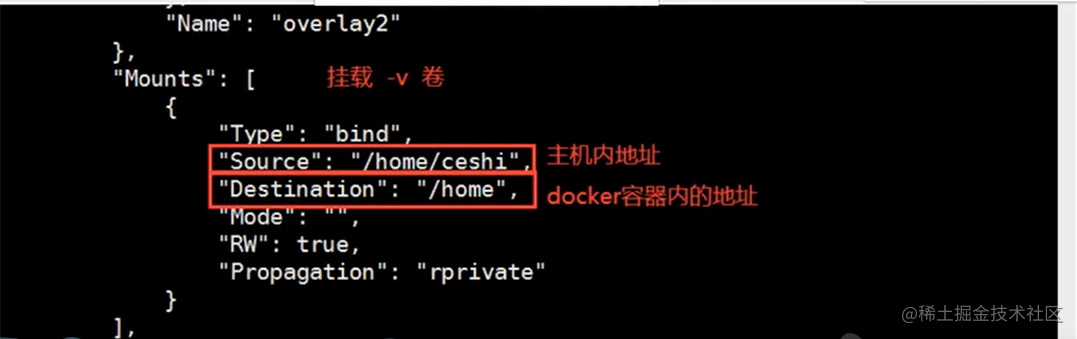 "Name": "overlay2"
},
"Mounts": [ 挂载 -v 卷
{
"Type": "bind",
"Source": "/home/ceshi", 主机内地址
"Destination": "/home", docker容器内的地址
"Mode": "",
"RW": true,
"Propagation": "rprivate"
}
],
@稀土掘金技术社区